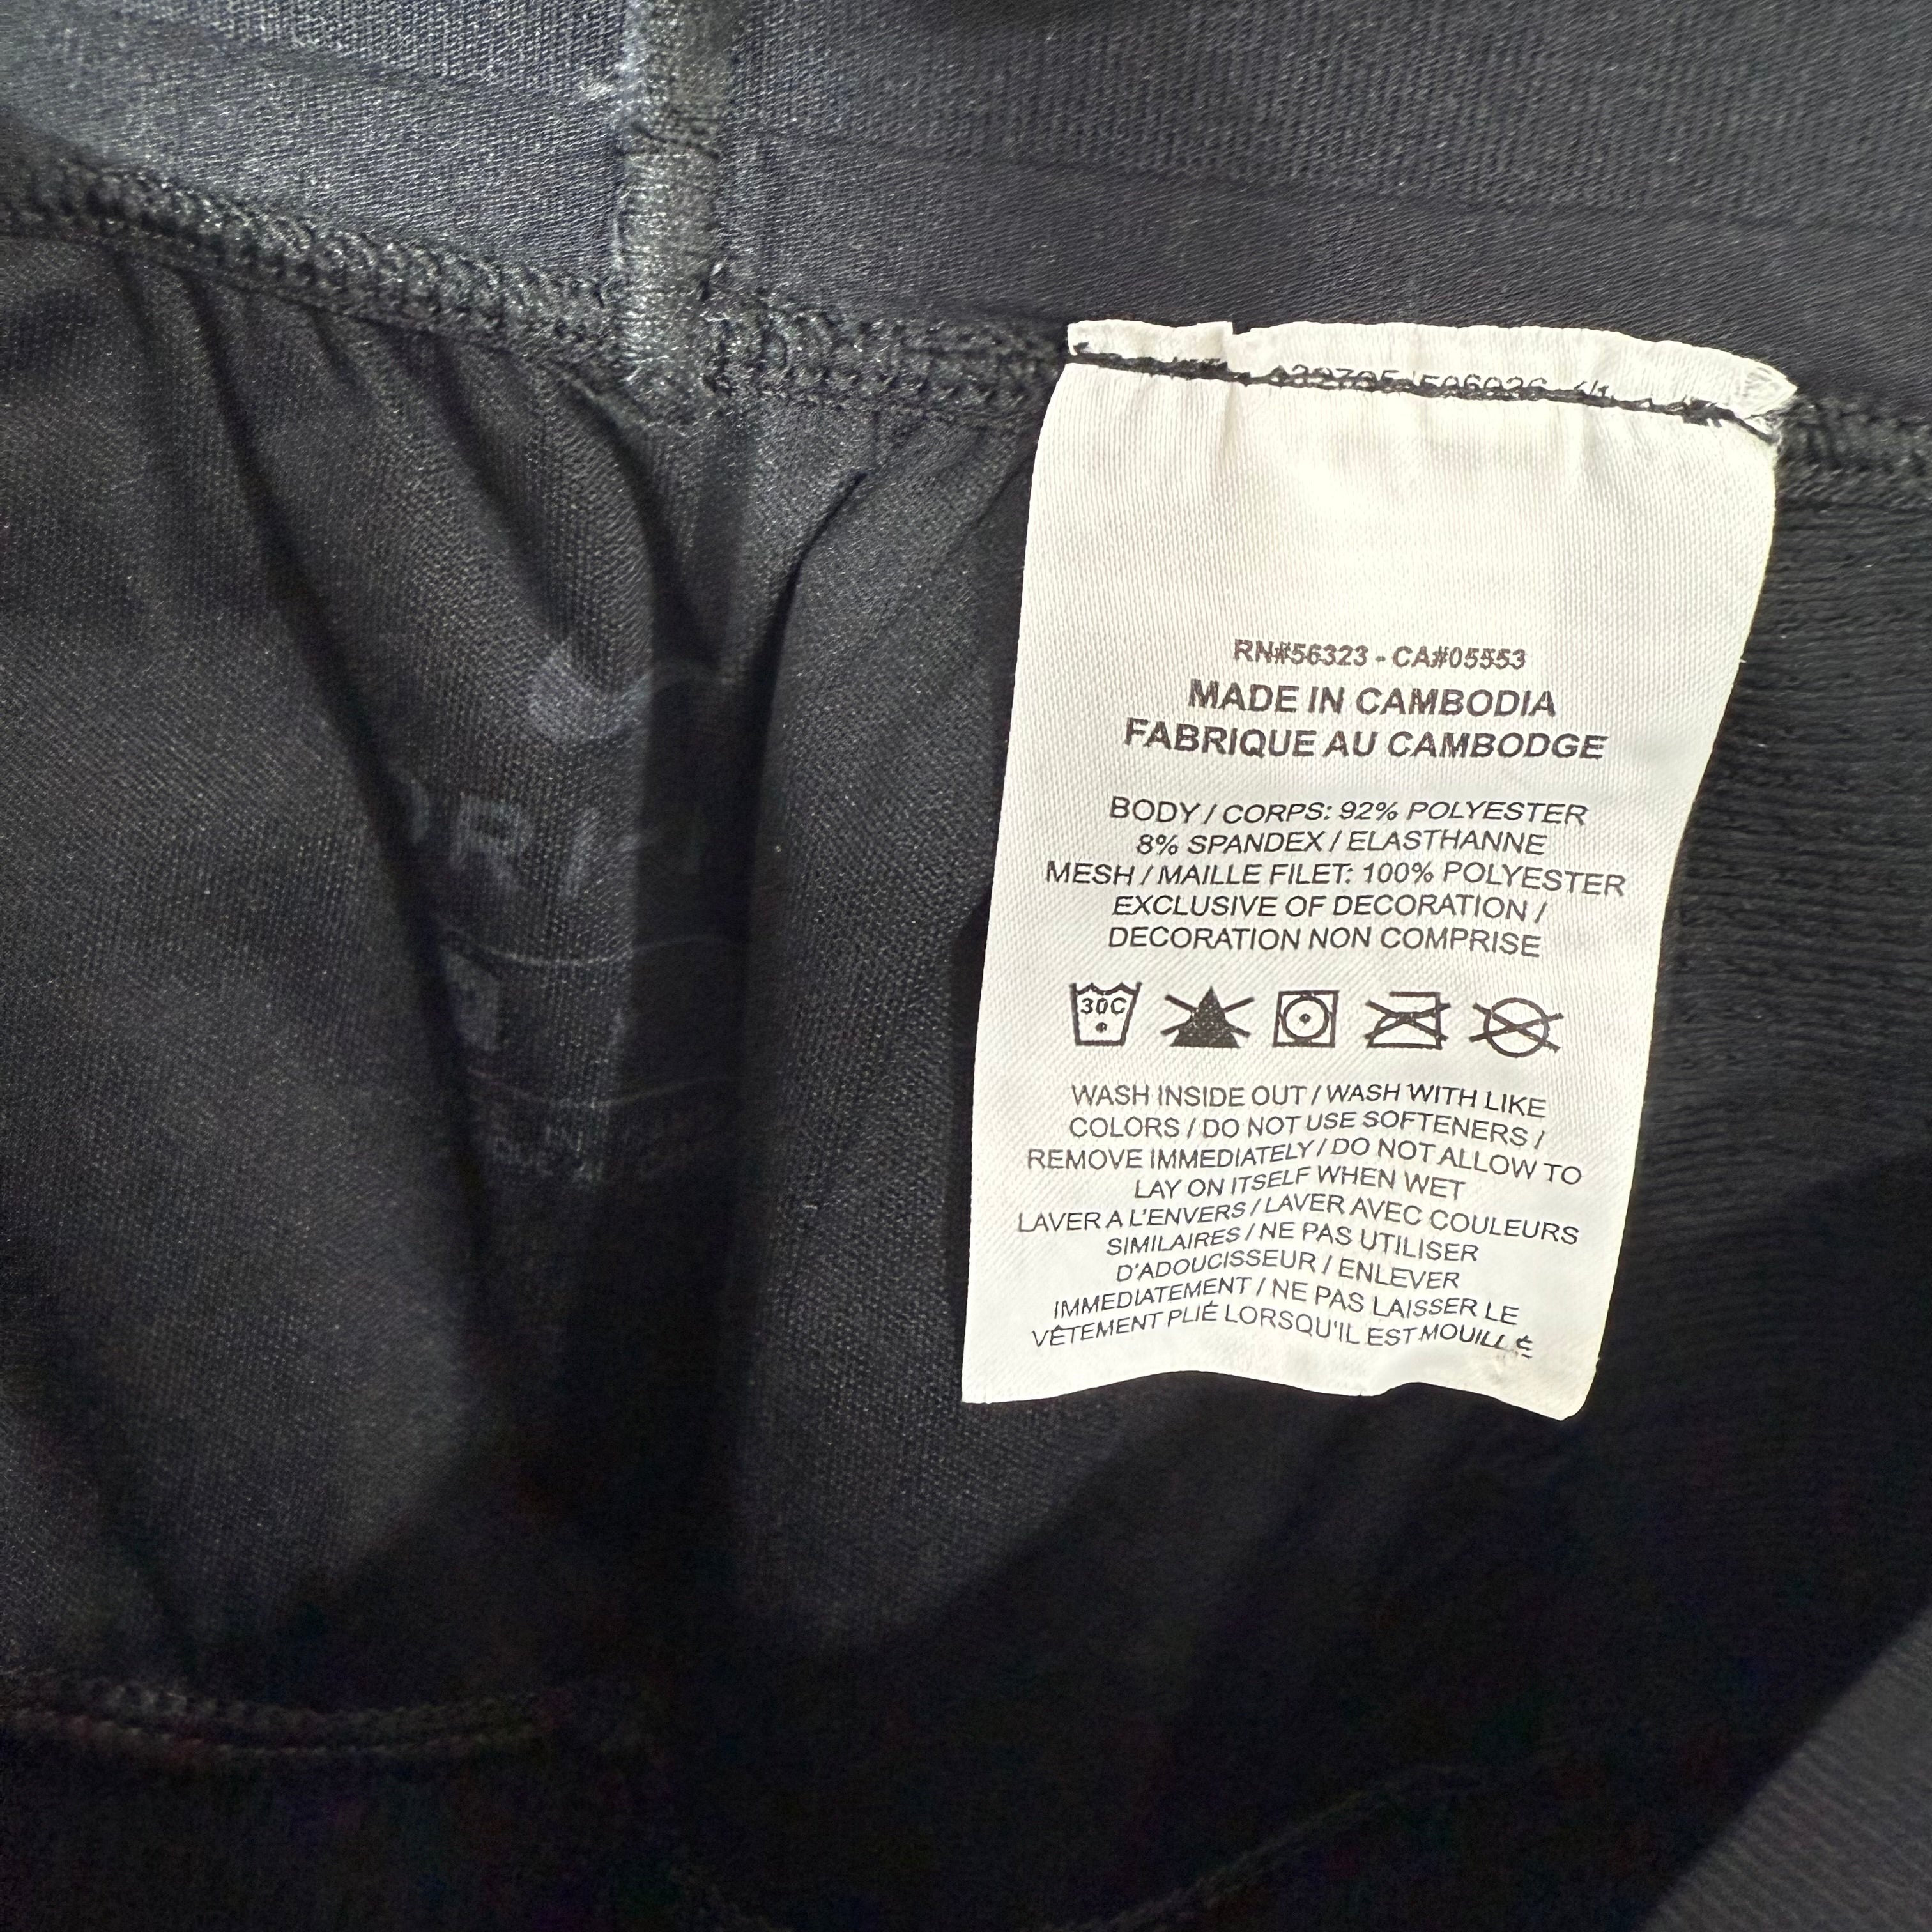 RN#56323 - CA#05553
MADE IN CAMBODIA
FABRIQUE AU CAMBODGE
BODY / CORPS: 92% POLYESTER
8% SPANDEX / ELASTHANNE
MESH / MAILLE FILET: 100% POLYESTER
EXCLUSIVE OF DECORATION /
DECORATION NON COMPRISE
30C
WASH INSIDE OUT / WASH WITH LIKE
COLORS / DO NOT USE SOFTENERS /
REMOVE IMMEDIATELY / DO NOT ALLOW TO
LAY ON ITSELF WHEN WET
LAVER A L'ENVERS / LAVER AVEC COULEURS
SIMILAIRES / NE PAS UTILISER
D'ADOUCISSEUR / ENLEVER
IMMEDIATEMENT / NE PAS LAISSER LE
VÊTEMENT PLIÉ LORSQU'IL EST MOUILLÉ